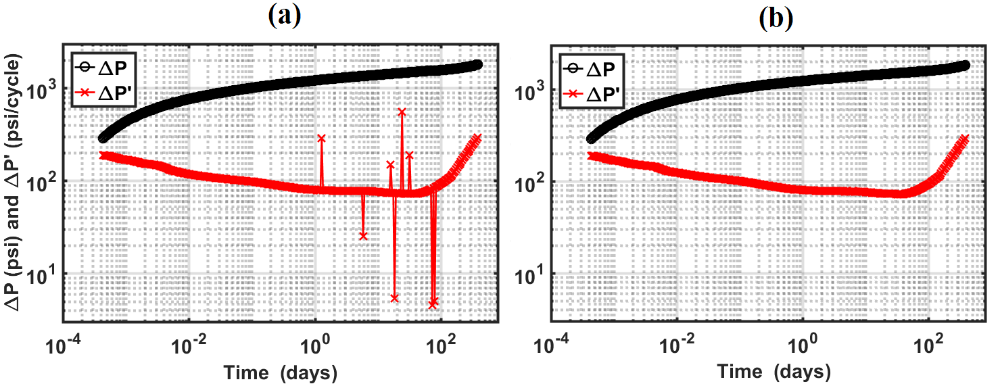 (a)
(b)
ΔP (psi) and ΔP' (psi/cycle)
ΔP
ΔP'
10^3
10^2
10^1
10^-4
10^-2
10^0
10^2
Time (days)
ΔP
ΔP'
10^3
10^2
10^1
10^-4
10^-2
10^0
10^2
Time (days)